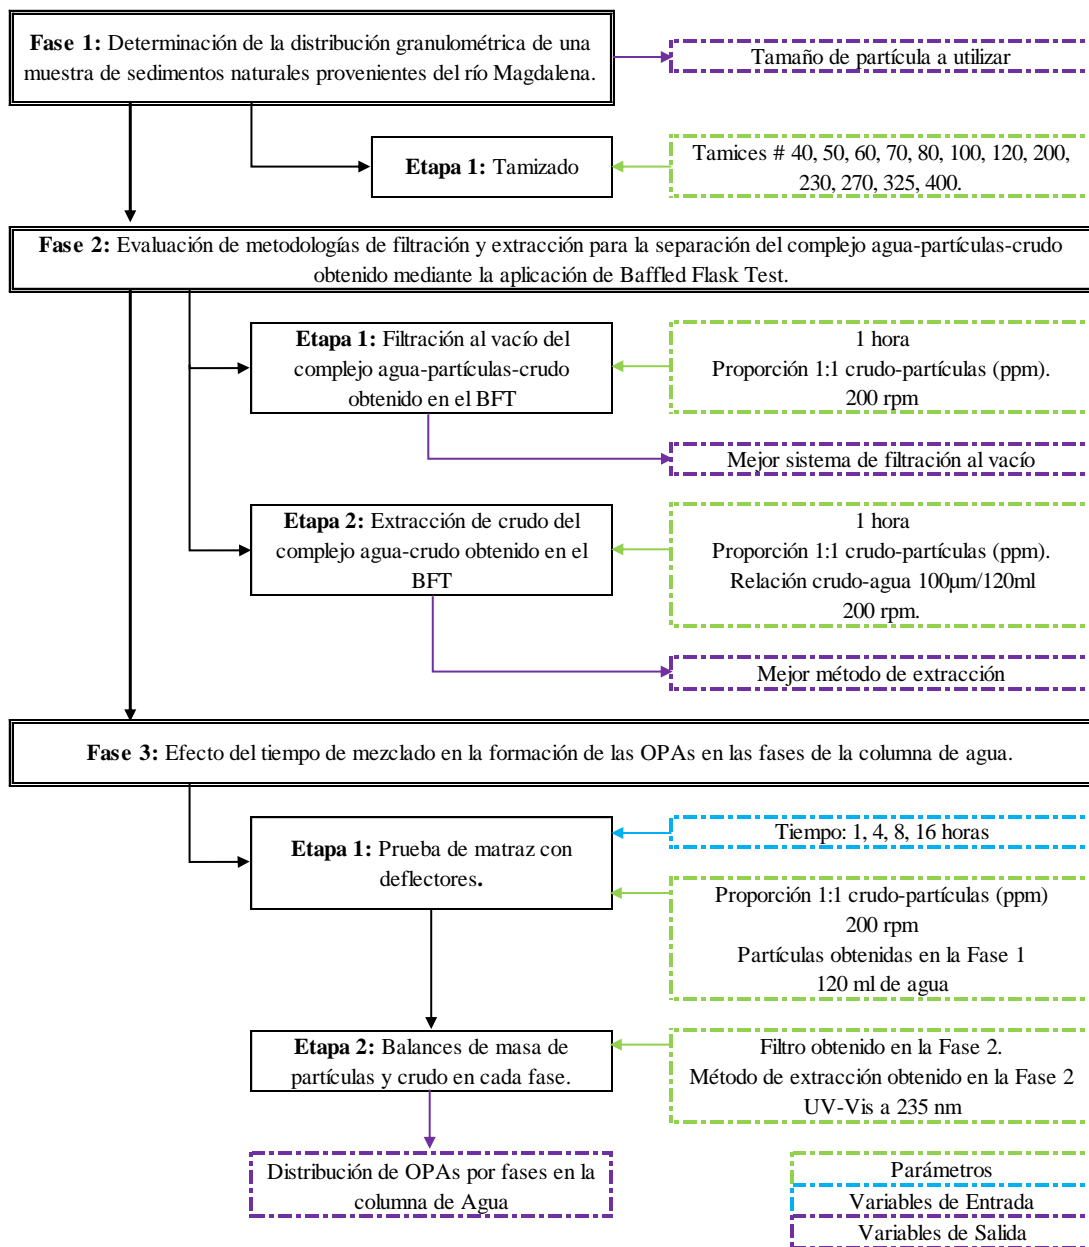 Fase 1: Determinación de la distribución granulométrica de una
muestra de sedimentos naturales provenientes del río Magdalena.
Tamaño de partícula a utilizar
Etapa 1: Tamizado
Tamices # 40, 50, 60, 70, 80, 100, 120, 200,
230, 270, 325, 400.
Fase 2: Evaluación de metodologías de filtración y extracción para la separación del complejo agua-partículas-crudo
obtenido mediante la aplicación de Baffled Flask Test.
Etapa 1: Filtración al vacío del
complejo agua-partículas-crudo
obtenido en el BFT
1 hora
Proporción 1:1 crudo-partículas (ppm).
200 rpm
Mejor sistema de filtración al vacío
Etapa 2: Extracción de crudo del
complejo agua-crudo obtenido en el
BFT
1 hora
Proporción 1:1 crudo-partículas (ppm).
Relación crudo-agua 100µm/120ml
200 rpm.
Mejor método de extracción
Fase 3: Efecto del tiempo de mezclado en la formación de las OPAs en las fases de la columna de agua.
Etapa 1: Prueba de matraz con
deflectores.
Tiempo: 1, 4, 8, 16 horas
Proporción 1:1 crudo-partículas (ppm)
200 rpm
Partículas obtenidas en la Fase 1
120 ml de agua
Etapa 2: Balances de masa de
partículas y crudo en cada fase.
Filtro obtenido en la Fase 2.
Método de extracción obtenido en la Fase 2
UV-Vis a 235 nm
Distribución de OPAs por fases en la
columna de Agua
Parámetros
Variables de Entrada
Variables de Salida